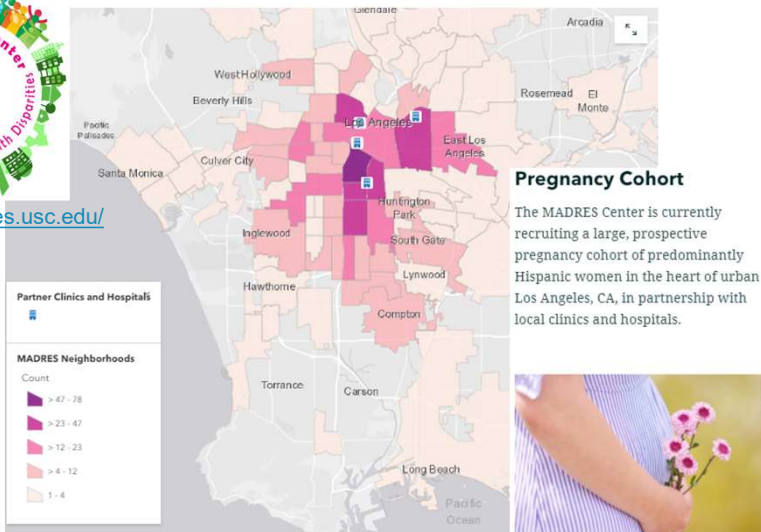 Center
th Disparities
es.usc.edu/
Glendale
Arcadia
West Hollywood
Beverly Hills
Rosemead
El
Monte
Los Angeles
Pacific
Palisades
East Los
Angeles
Culver City
Santa Monica
Huntington
Park
Inglewood
South Gate
Lynwood
Hawthorne
Compton
Torrance
Carson
Long Beach
Pacific
Ocean
Pregnancy Cohort
The MADRES Center is currently
recruiting a large, prospective
pregnancy cohort of predominantly
Hispanic women in the heart of urban
Los Angeles, CA, in partnership with
local clinics and hospitals.
Partner Clinics and Hospitals
MADRES Neighborhoods
Count
> 47 - 78
> 23 - 47
> 12 - 23
> 4 - 12
1 - 4